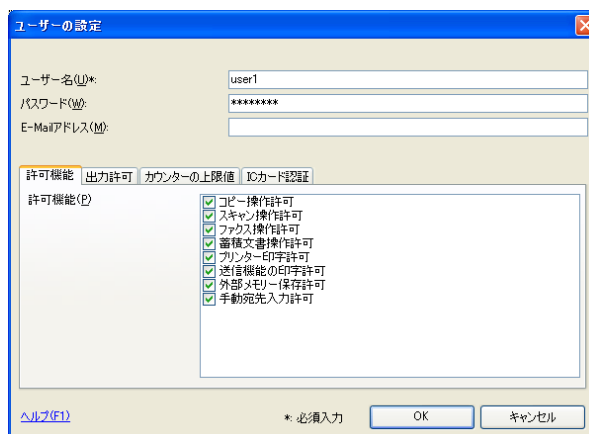 ユーザーの設定
ユーザー名(U)*: user1
パスワード(W): ********
E-Mailアドレス(M):
許可機能 出力許可 カウンターの上限値 ICカード認証
許可機能(P)
コピー操作許可
スキャン操作許可
ファクス操作許可
蓄積文書操作許可
プリンター印字許可
送信機能の印字許可
外部メモリー保存許可
手動宛先入力許可
ヘルプ(F1) *: 必須入力 OK キャンセル